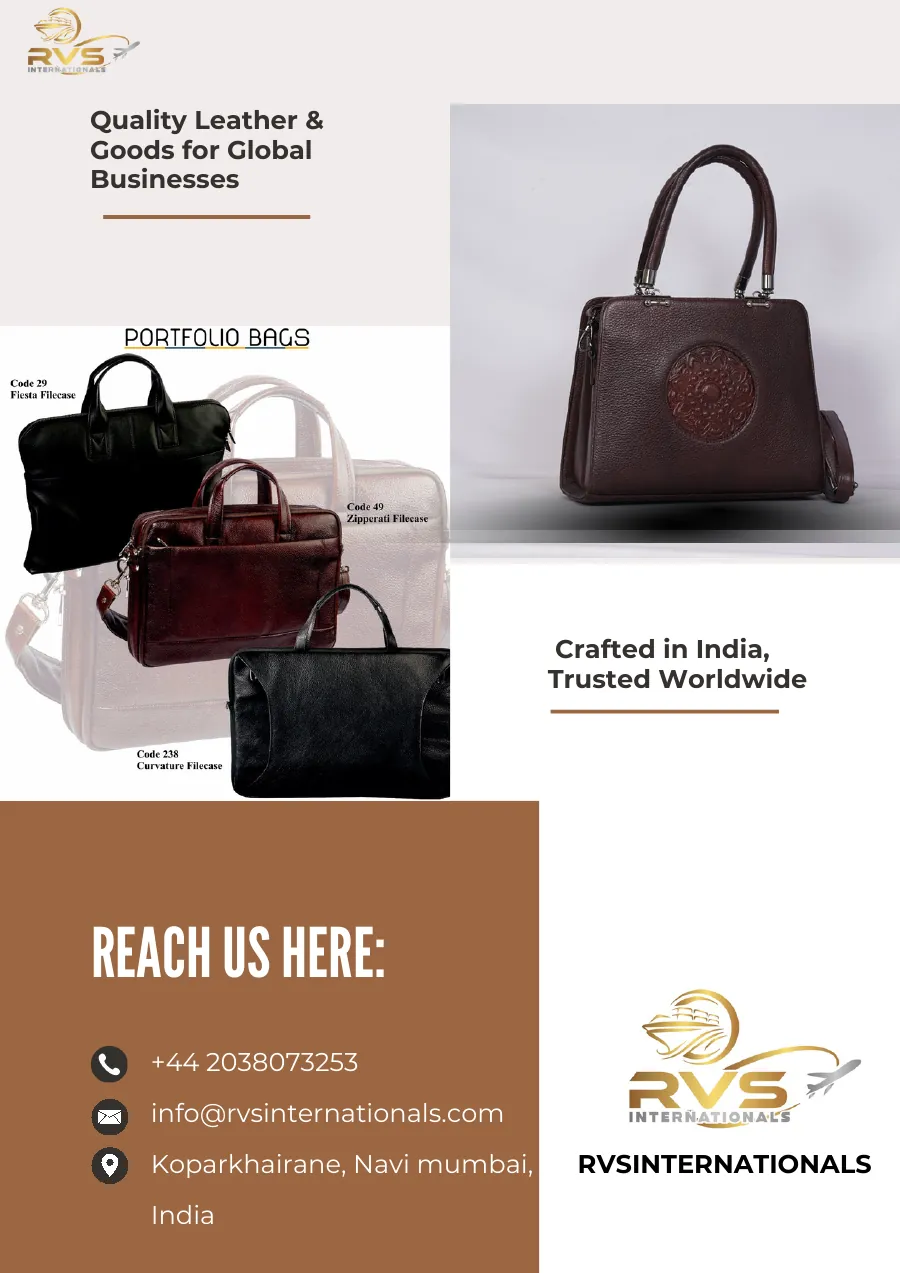 RVS
INTERNATIONALS
Quality Leather &
Goods for Global
Businesses
PORTFOLIO BAGS
Code 29
Fiesta Filecase
Code 49
Zipperati Filecase
Code 238
Curvature Filecase
Crafted in India,
Trusted Worldwide
REACH US HERE:
+44 2038073253
info@rvsinternationals.com
Koparkhairane, Navi mumbai,
India
RVS
INTERNATIONALS
RVSINTERNATIONALS